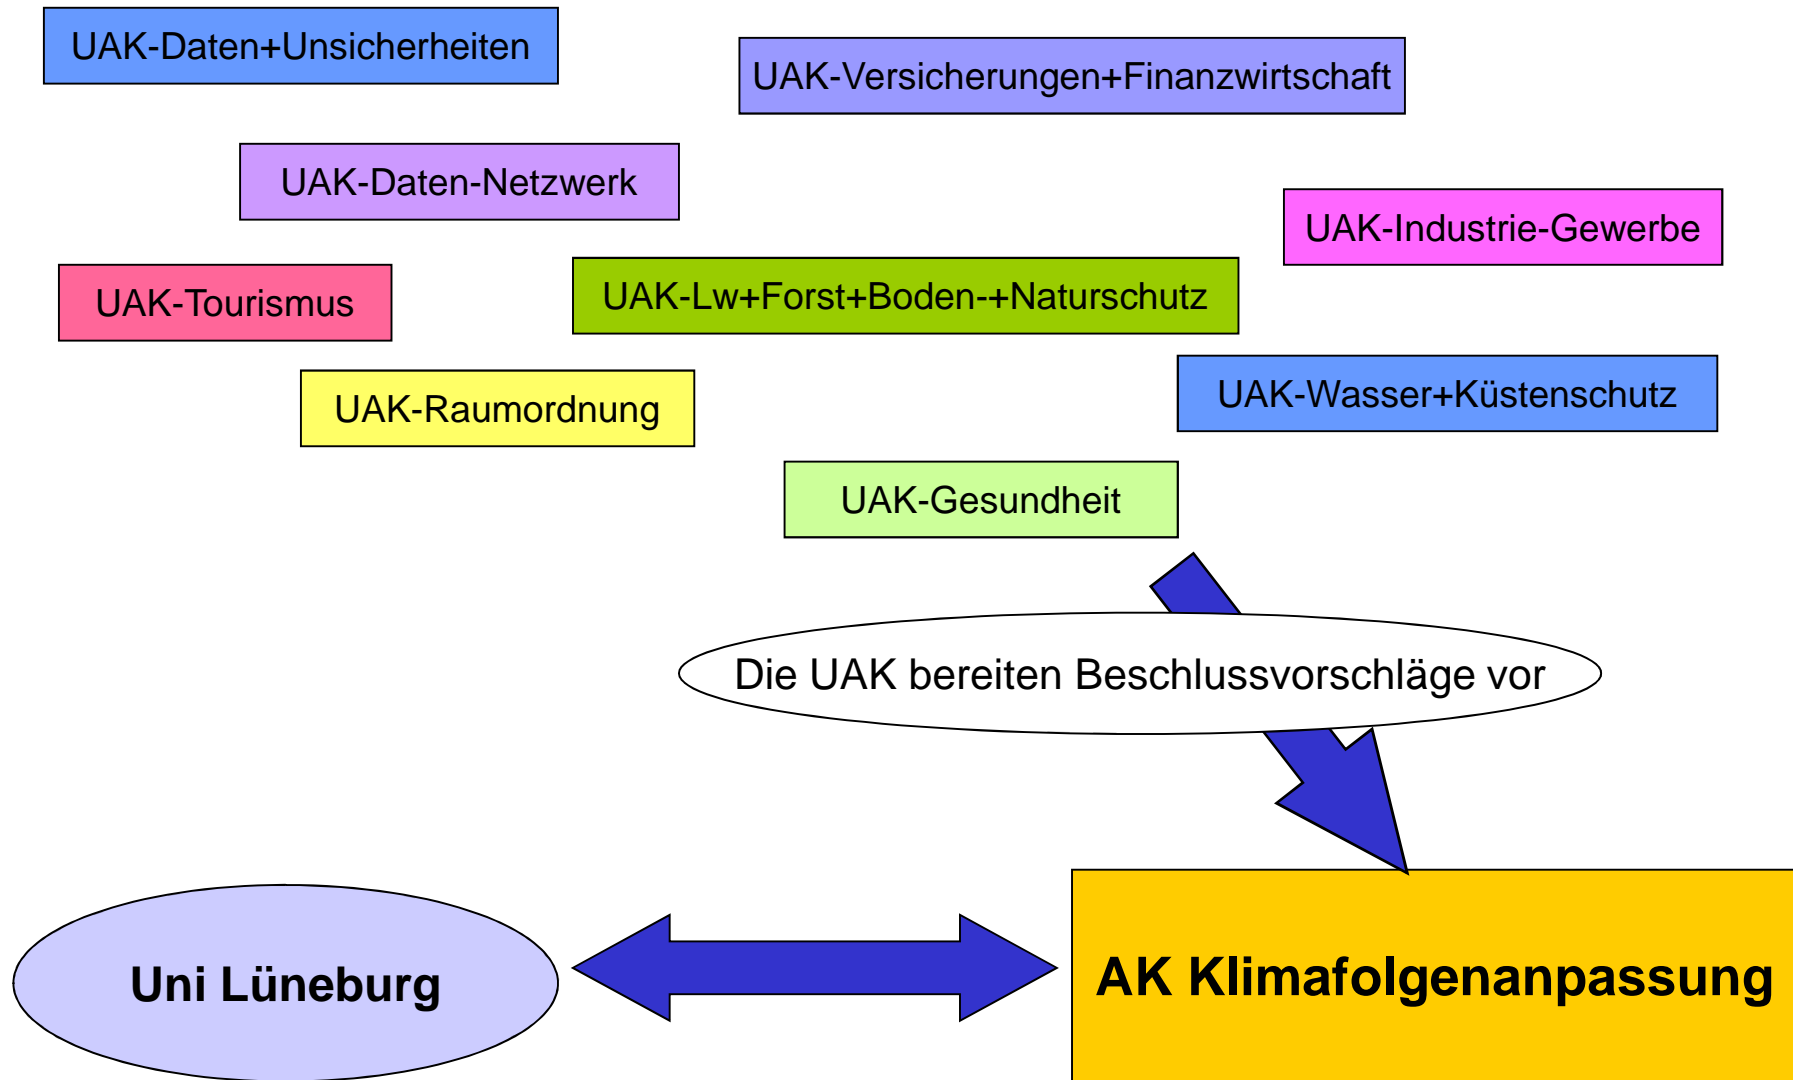 UAK-Daten+Unsicherheiten
UAK-Versicherungen+Finanzwirtschaft
UAK-Daten-Netzwerk
UAK-Industrie-Gewerbe
UAK-Tourismus
UAK-Lw+Forst+Boden-+Naturschutz
UAK-Raumordnung
UAK-Wasser+Küstenschutz
UAK-Gesundheit
Die UAK bereiten Beschlussvorschläge vor
Uni Lüneburg
AK Klimafolgenanpassung